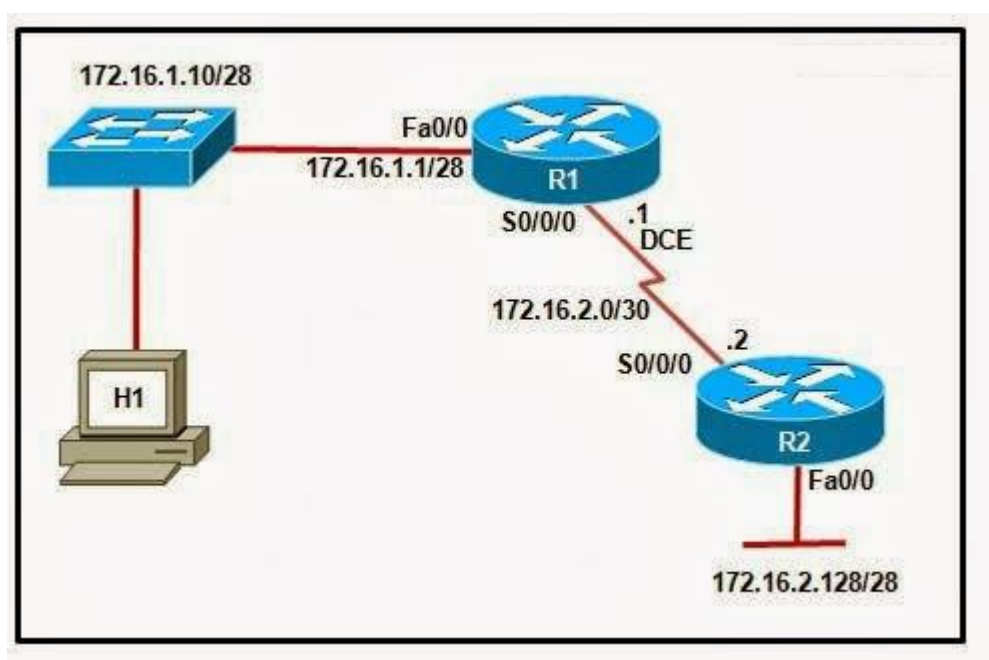 172.16.1.10/28
Fa0/0
172.16.1.1/28
R1
S0/0/0
.1
DCE
172.16.2.0/30
.2
S0/0/0
H1
R2
Fa0/0
172.16.2.128/28